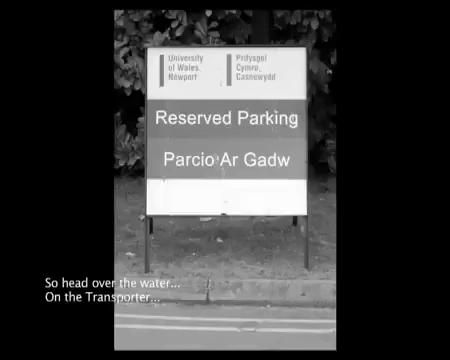 University
of Wales,
Newport
Prifysgol
Cymru,
Casnewydd
Reserved Parking
Parcio Ar Gadw
So head over the water...
On the Transporter...